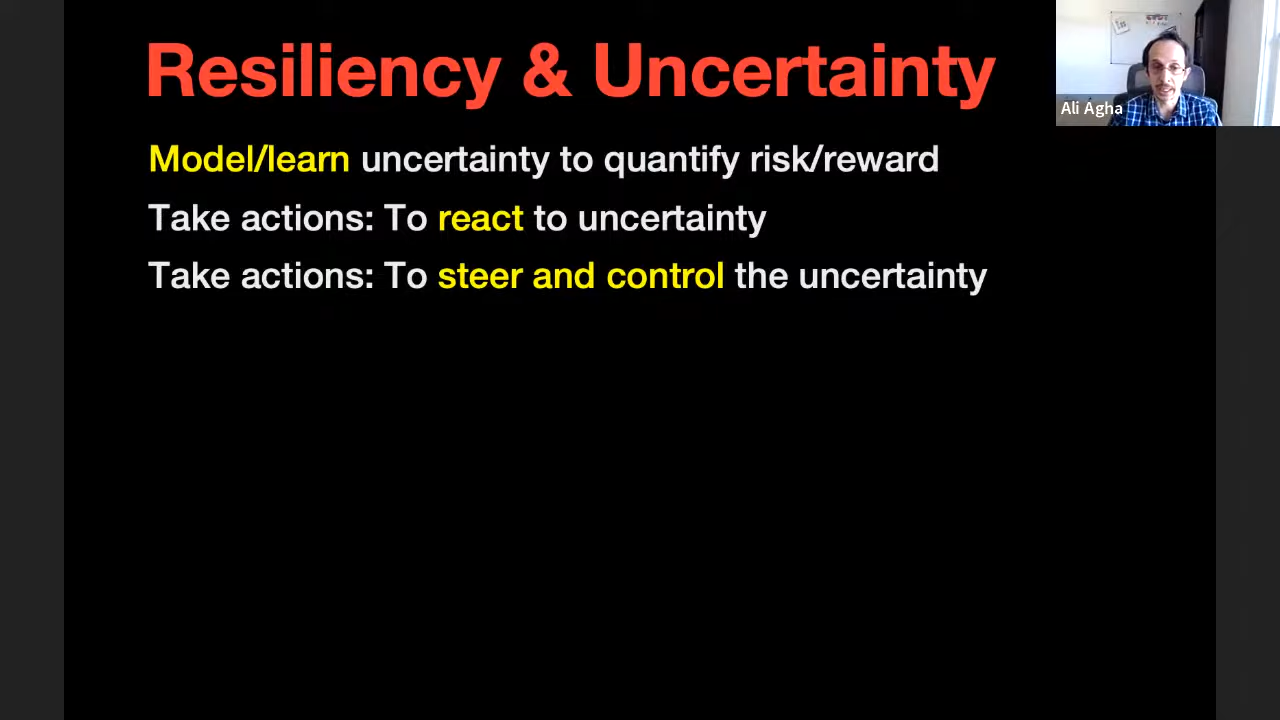 Resiliency & Uncertainty
Model/learn uncertainty to quantify risk/reward
Take actions: To react to uncertainty
Take actions: To steer and control the uncertainty
Ali Agha